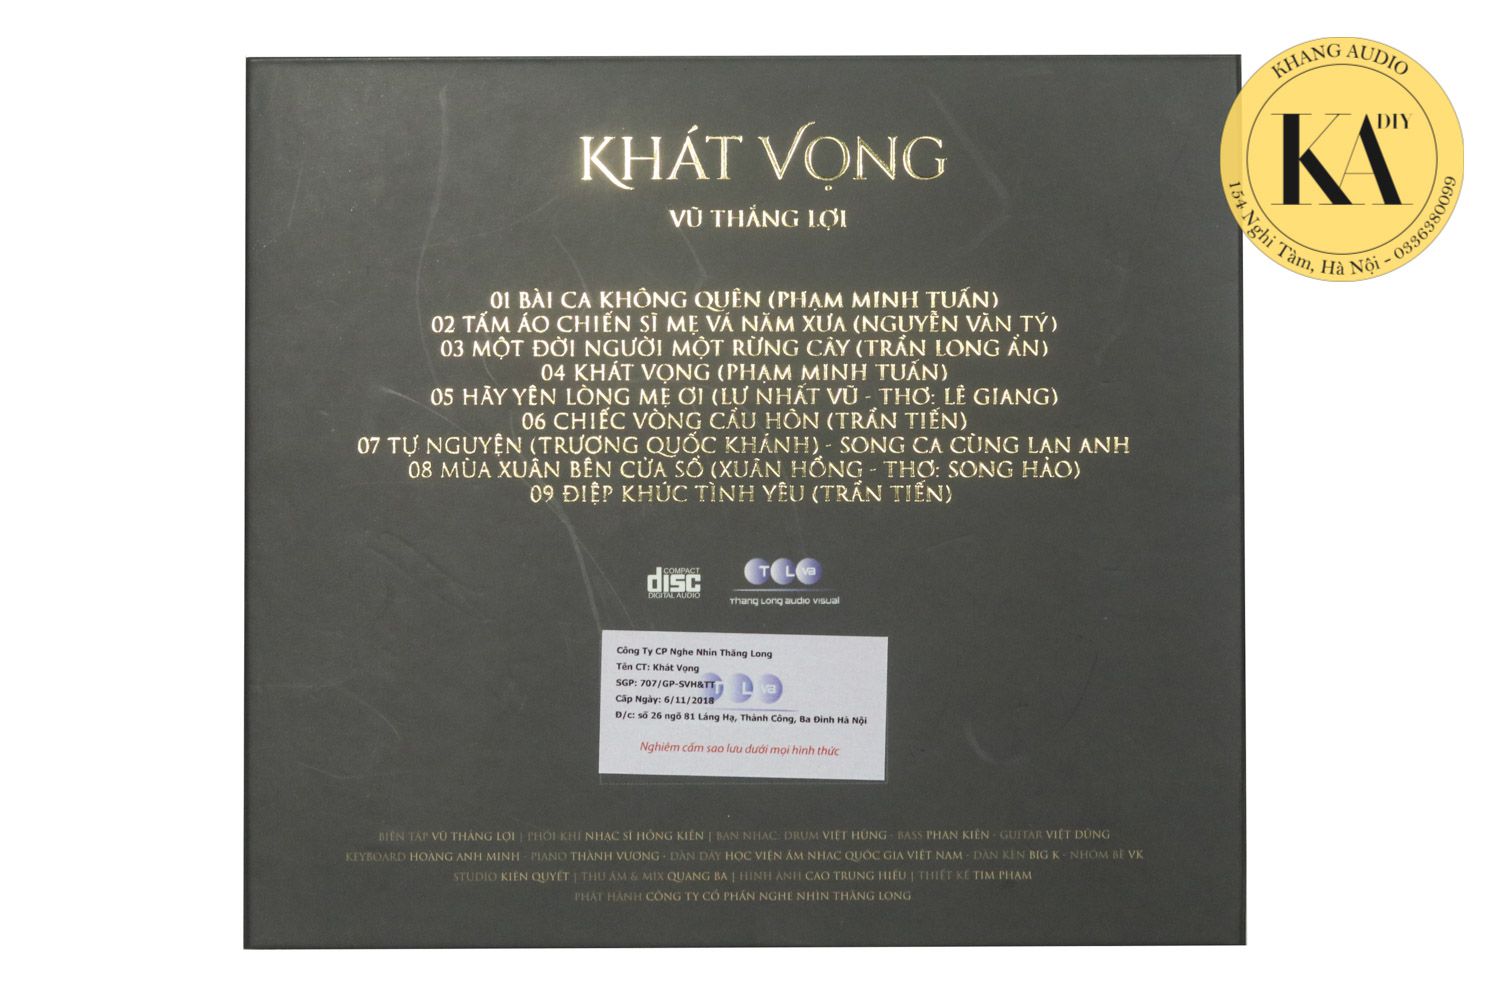 KHANG AUDIO
KA DIY
154 Nghi Tàm, Hà Nội - 0336380099
KHÁT VỌNG
VŨ THẮNG LỢI
01 BÀI CA KHÔNG QUÊN (PHẠM MINH TUẤN)
02 TẤM ÁO CHIẾN SĨ MẸ VÁ NĂM XƯA (NGUYỄN VĂN TÝ)
03 MỘT ĐỜI NGƯỜI MỘT RỪNG CÂY (TRẦN LONG ẨN)
04 KHÁT VỌNG (PHẠM MINH TUẤN)
05 HÃY YÊN LÒNG MẸ ƠI (LƯ NHẤT VŨ - THƠ: LÊ GIANG)
06 CHIẾC VÒNG CẦU HÔN (TRẦN TIẾN)
07 TỰ NGUYỆN (TRƯƠNG QUỐC KHÁNH) - SONG CA CÙNG LAN ANH
08 MÙA XUÂN BÊN CỬA SỔ (XUÂN HỒNG - THƠ: SONG HẢO)
09 ĐIỆP KHÚC TÌNH YÊU (TRẦN TIẾN)
COMPACT
disc
DIGITAL AUDIO
TLva
Thang Long audio visual
Công Ty CP Nghe Nhìn Thăng Long
Tên CT: Khát Vọng
SGP: 707/GP-SVH&TT
Cấp Ngày: 6/11/2018
TLva
Đ/c: số 26 ngõ 81 Láng Hạ, Thành Công, Ba Đình Hà Nội
Nghiêm cấm sao lưu dưới mọi hình thức
BIÊN TẬP VŨ THẮNG LỢI | PHỐI KHÍ NHẠC SĨ HỒNG KIÊN | BAN NHẠC: DRUM VIỆT HÙNG - BASS PHAN KIÊN - GUITAR VIỆT DŨNG
KEYBOARD HOÀNG ANH MINH - PIANO THÀNH VƯƠNG - DÀN DÂY HỌC VIỆN ÂM NHẠC QUỐC GIA VIỆT NAM - DÀN KÈN BIG K - NHÓM BÈ VK
STUDIO KIÊN QUYẾT | THU ÂM & MIX QUANG BA | HÌNH ẢNH CAO TRUNG HIẾU | THIẾT KẾ TIM PHAM
PHÁT HÀNH CÔNG TY CỔ PHẦN NGHE NHÌN THĂNG LONG